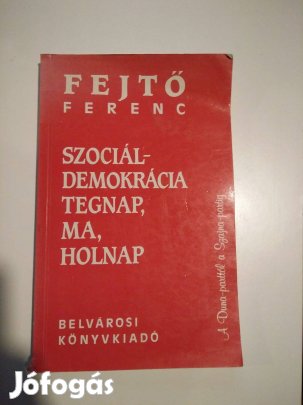 FEJTŐ
FERENC
SZOCIÁL-
DEMOKRÁCIA
TEGNAP,
MA,
HOLNAP
A Duna-parttól a Szajna-partig
BELVÁROSI
KÖNYVKIADÓ
Jófogás